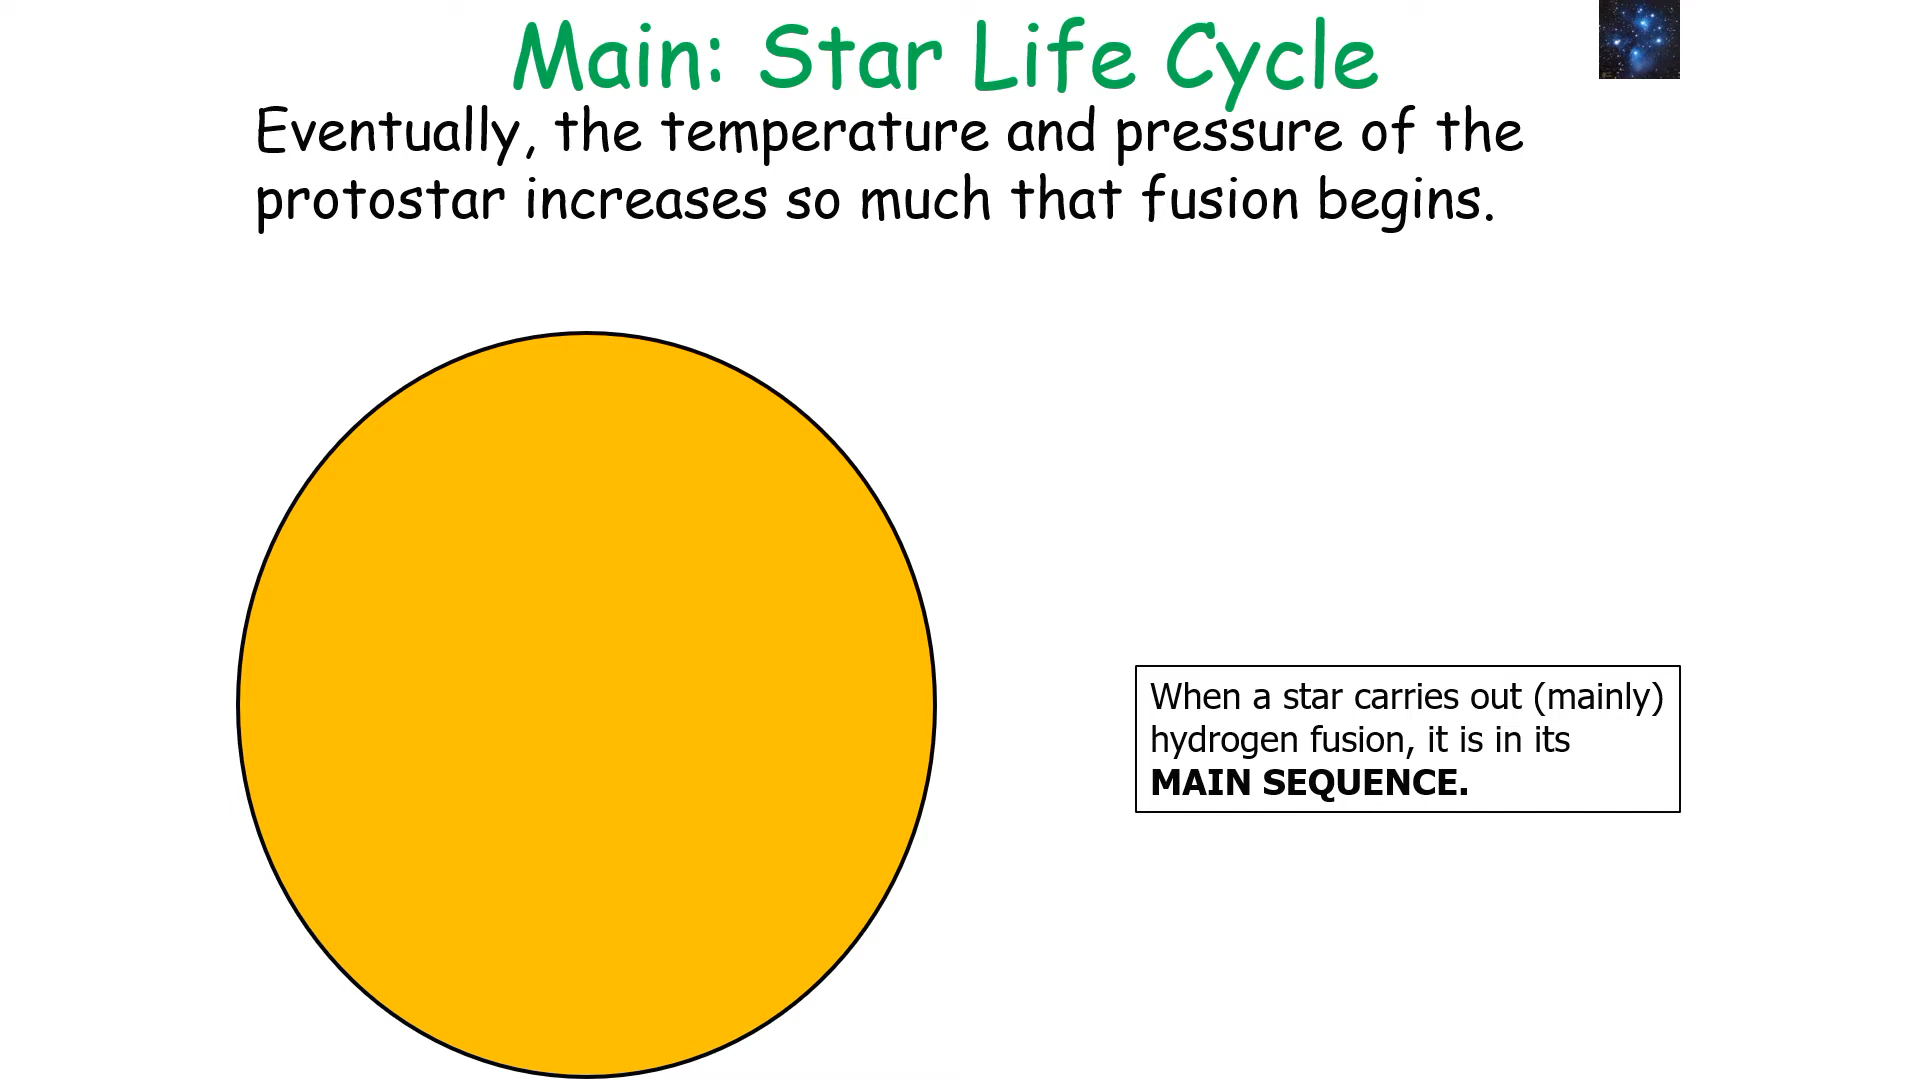 Main: Star Life Cycle
Eventually, the temperature and pressure of the
protostar increases so much that fusion begins.
When a star carries out (mainly)
hydrogen fusion, it is in its
MAIN SEQUENCE.